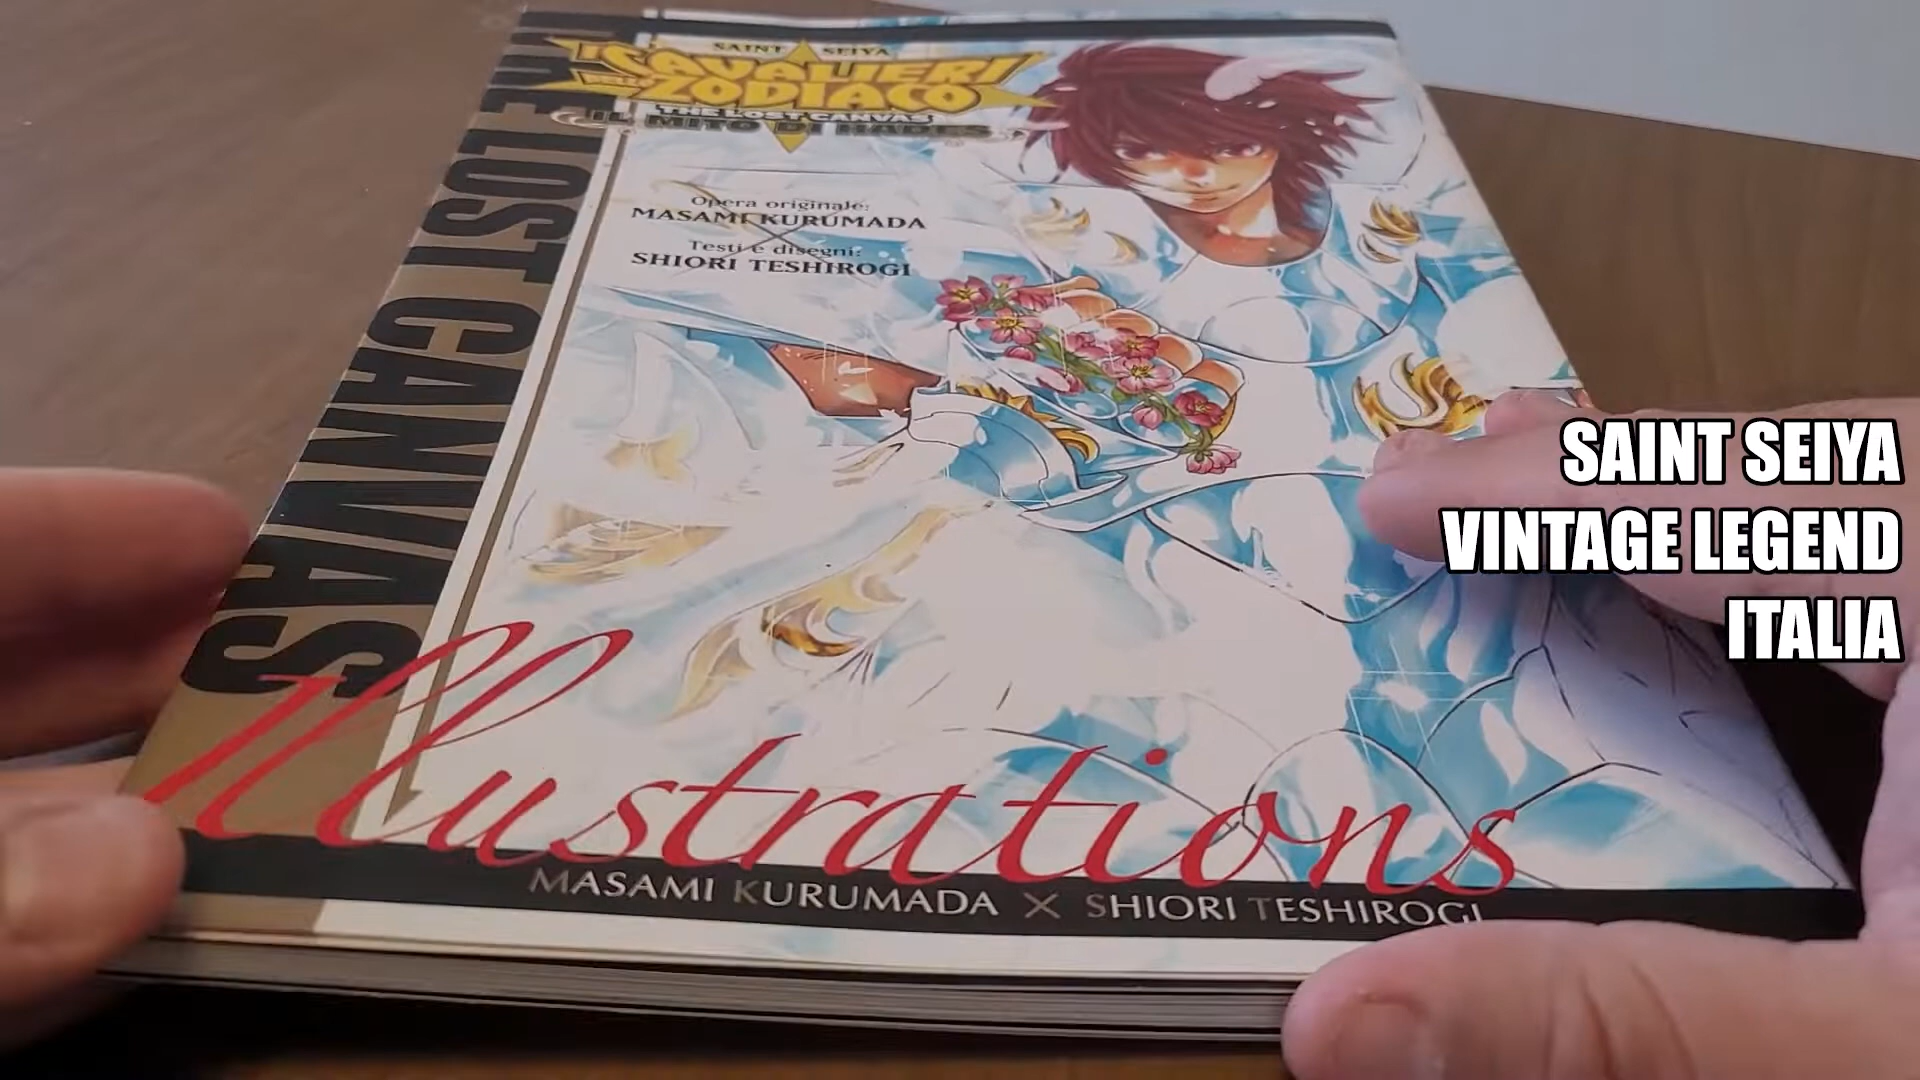 THE LOST CANVAS
SAINT SEIYA
I CAVALIERI
DELLO
ZODIACO
THE LOST CANVAS
IL MITO DI HADES
Opera originale:
MASAMI KURUMADA
Testi e disegni:
SHIORI TESHIROGI
Illustrations
MASAMI KURUMADA X SHIORI TESHIROGI
SAINT SEIYA
VINTAGE LEGEND
ITALIA